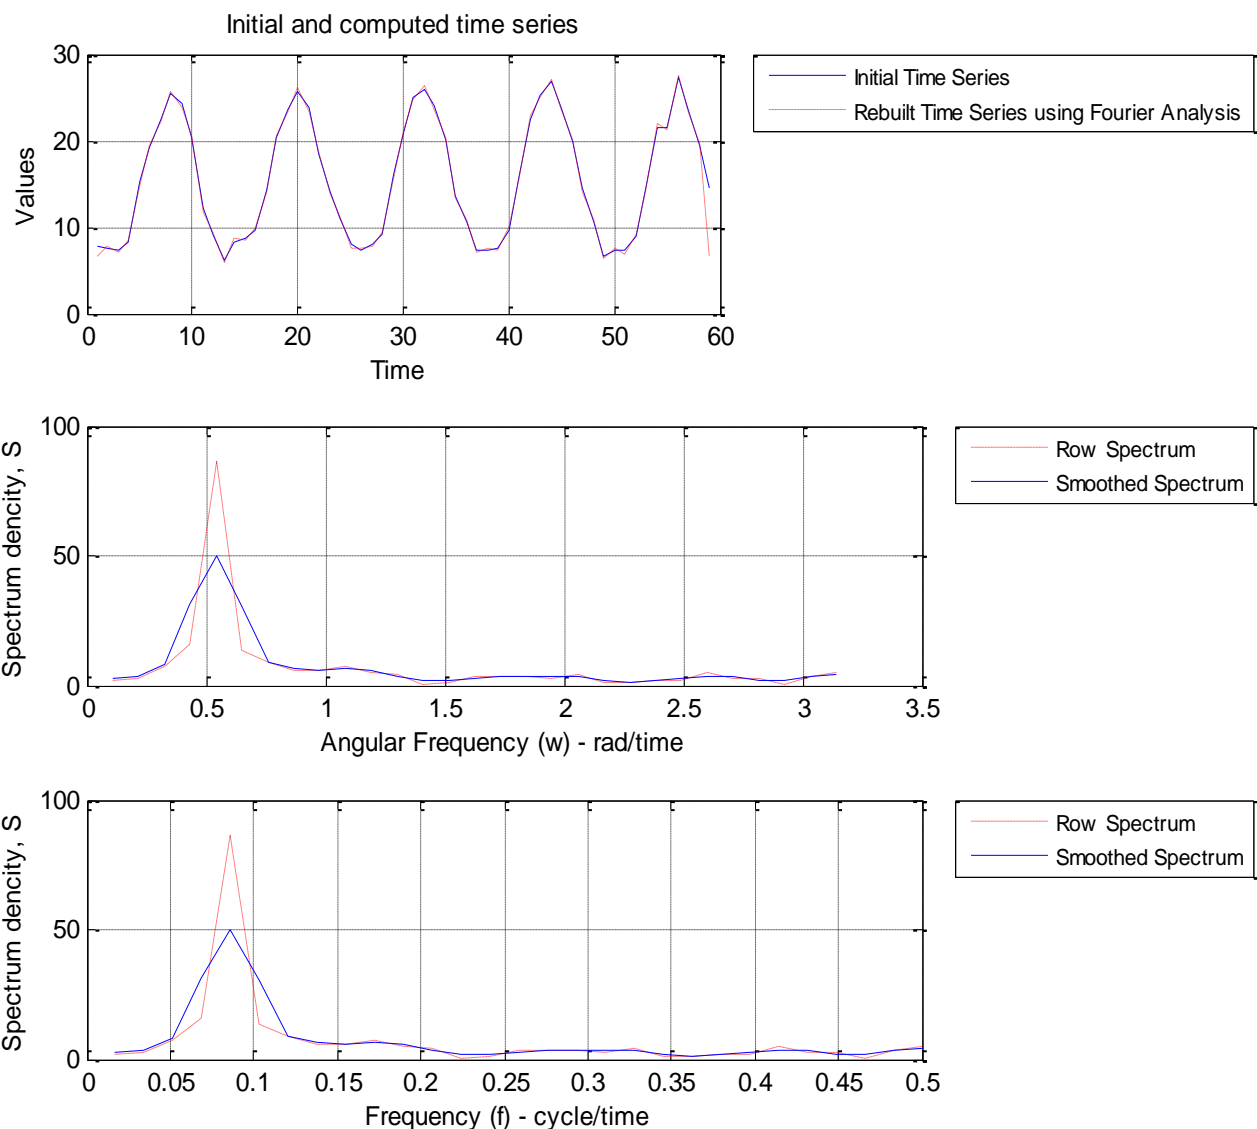 Initial and computed time series
30
20
10
0
Values
0 10 20 30 40 50 60
Time
Initial Time Series
Rebuilt Time Series using Fourier Analysis
100
50
0
Spectrum dencity, S
0 0.5 1 1.5 2 2.5 3 3.5
Angular Frequency (w) - rad/time
Row Spectrum
Smoothed Spectrum
100
50
0
Spectrum dencity, S
0 0.05 0.1 0.15 0.2 0.25 0.3 0.35 0.4 0.45 0.5
Frequency (f) - cycle/time
Row Spectrum
Smoothed Spectrum